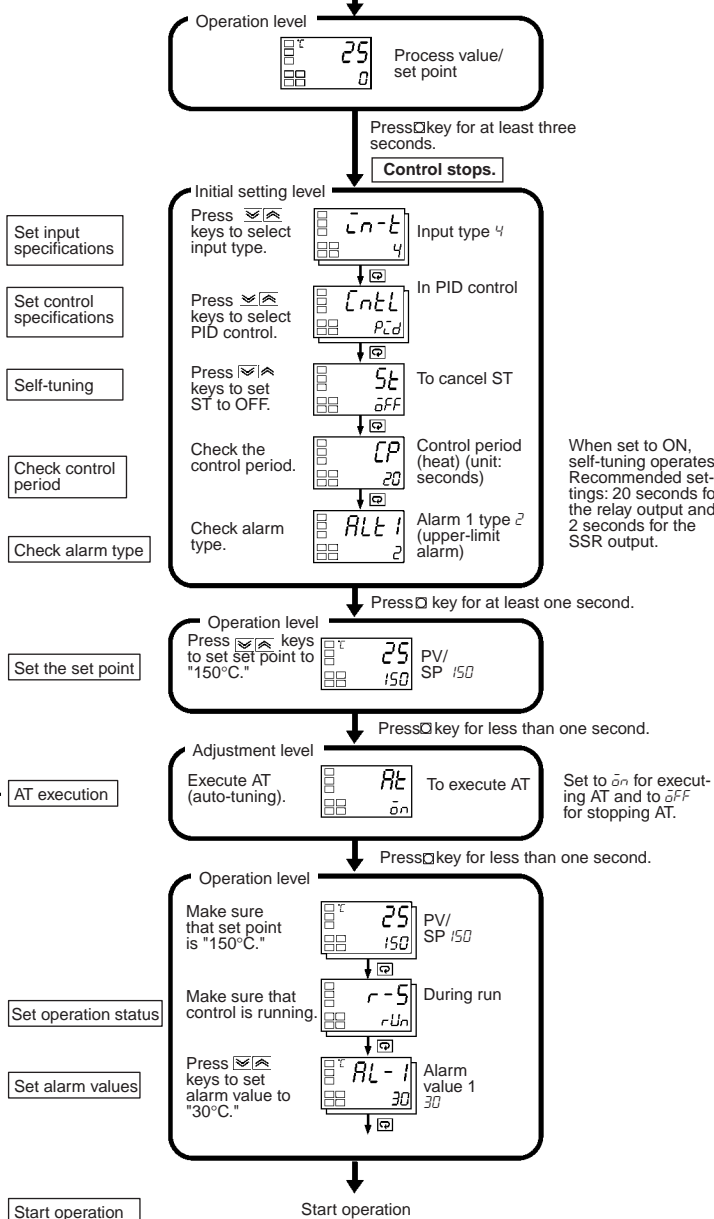 Operation level
25
0
Process value/
set point
Press key for at least three
seconds.
Control stops.
Initial setting level
Set input
specifications
Press
keys to select
input type.
in-t
4
Input type 4
Set control
specifications
Press
keys to select
PID control.
Cntl
Pid
In PID control
Self-tuning
Press
keys to set
ST to OFF.
St
oFF
To cancel ST
Check control
period
Check the
control period.
CP
20
Control period
(heat) (unit:
seconds)
When set to ON,
self-tuning operates
Recommended set-
tings: 20 seconds fo
the relay output and
2 seconds for the
SSR output.
Check alarm type
Check alarm
type.
ALt1
2
Alarm 1 type 2
(upper-limit
alarm)
Press key for at least one second.
Operation level
Set the set point
Press keys
to set set point to
"150°C."
°C
25
150
PV/
SP 150
Press key for less than one second.
Adjustment level
AT execution
Execute AT
(auto-tuning).
At
on
To execute AT
Set to on for execut-
ing AT and to oFF
for stopping AT.
Press key for less than one second.
Operation level
Make sure
that set point
is "150°C."
°C
25
150
PV/
SP 150
Set operation status
Make sure that
control is running.
r-S
rUn
During run
Set alarm values
Press
keys to set
alarm value to
"30°C."
°C
AL-1
30
Alarm
value 1
30
Start operation
Start operation